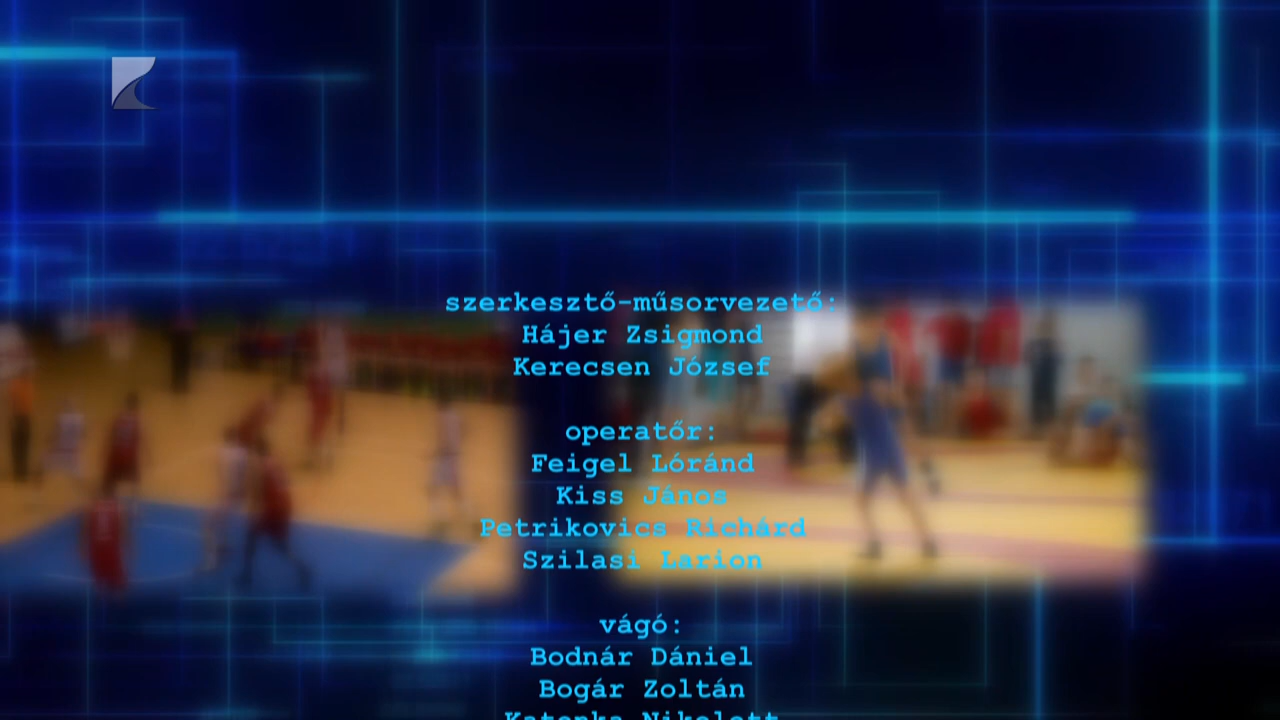 szerkesztő-műsorvezető:
Hájer Zsigmond
Kerecsen József
operatőr:
Feigel Lóránd
Kiss János
Petrikovics Richárd
Szilasi Larion
vágó:
Bodnár Dániel
Bogár Zoltán